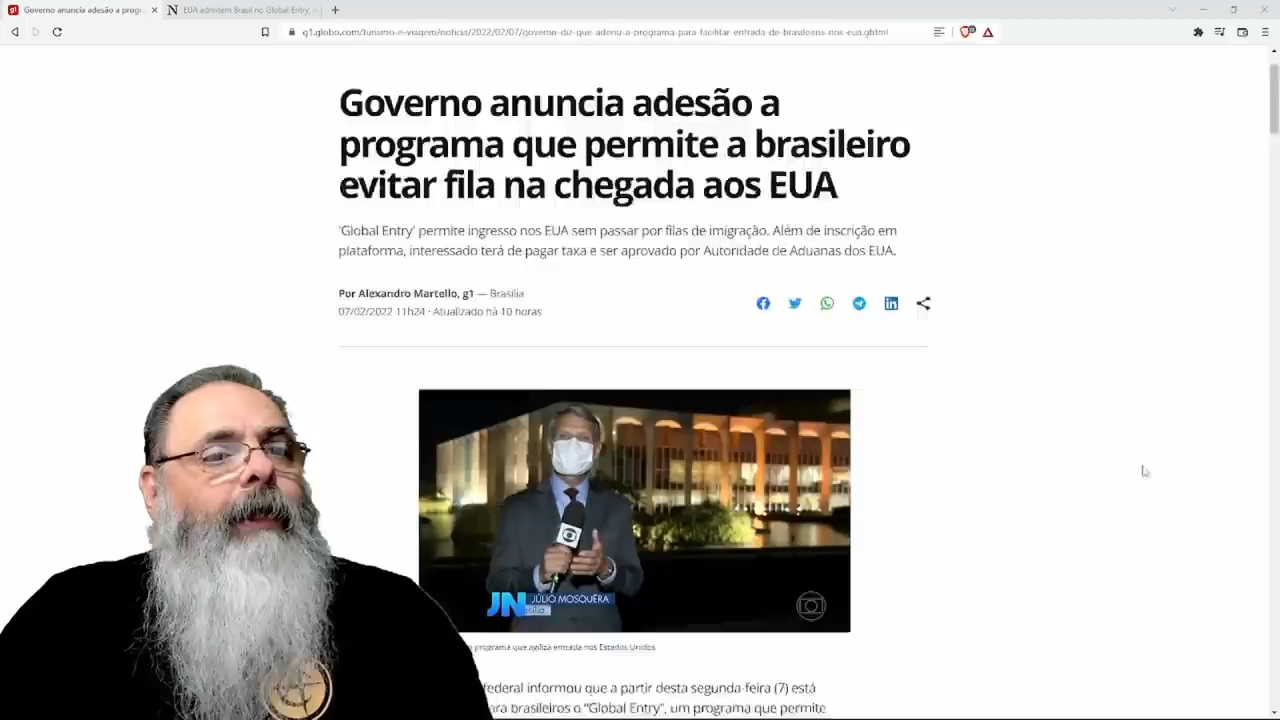 g1
Governo anuncia adesão a progr
N
EUA admitem Brasil no Global Entry,
g1.globo.com/turismo-e-viagem/noticia/2022/02/07/governo-diz-que-aderiu-a-programa-para-facilitar-entrada-de-brasileiros-nos-eua.ghtml
Governo anuncia adesão a
programa que permite a brasileiro
evitar fila na chegada aos EUA
'Global Entry' permite ingresso nos EUA sem passar por filas de imigração. Além de inscrição em
plataforma, interessado terá de pagar taxa e ser aprovado por Autoridade de Aduanas dos EUA.
Por Alexandro Martello, g1 — Brasília
07/02/2022 11h24 · Atualizado há 10 horas
JN
JÚLIO MOSQUÉRA
programa que agiliza entrada nos Estados Unidos
federal informou que a partir desta segunda-feira (7) está
ara brasileiros o "Global Entry", um programa que permite